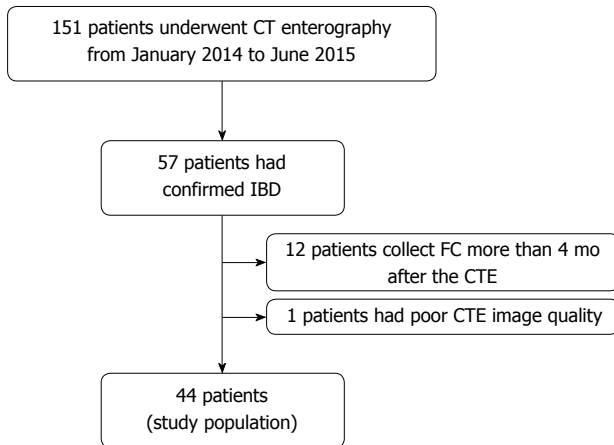 151 patients underwent CT enterography
from January 2014 to June 2015
57 patients had
confirmed IBD
12 patients collect FC more than 4 mo
after the CTE
1 patients had poor CTE image quality
44 patients
(study population)